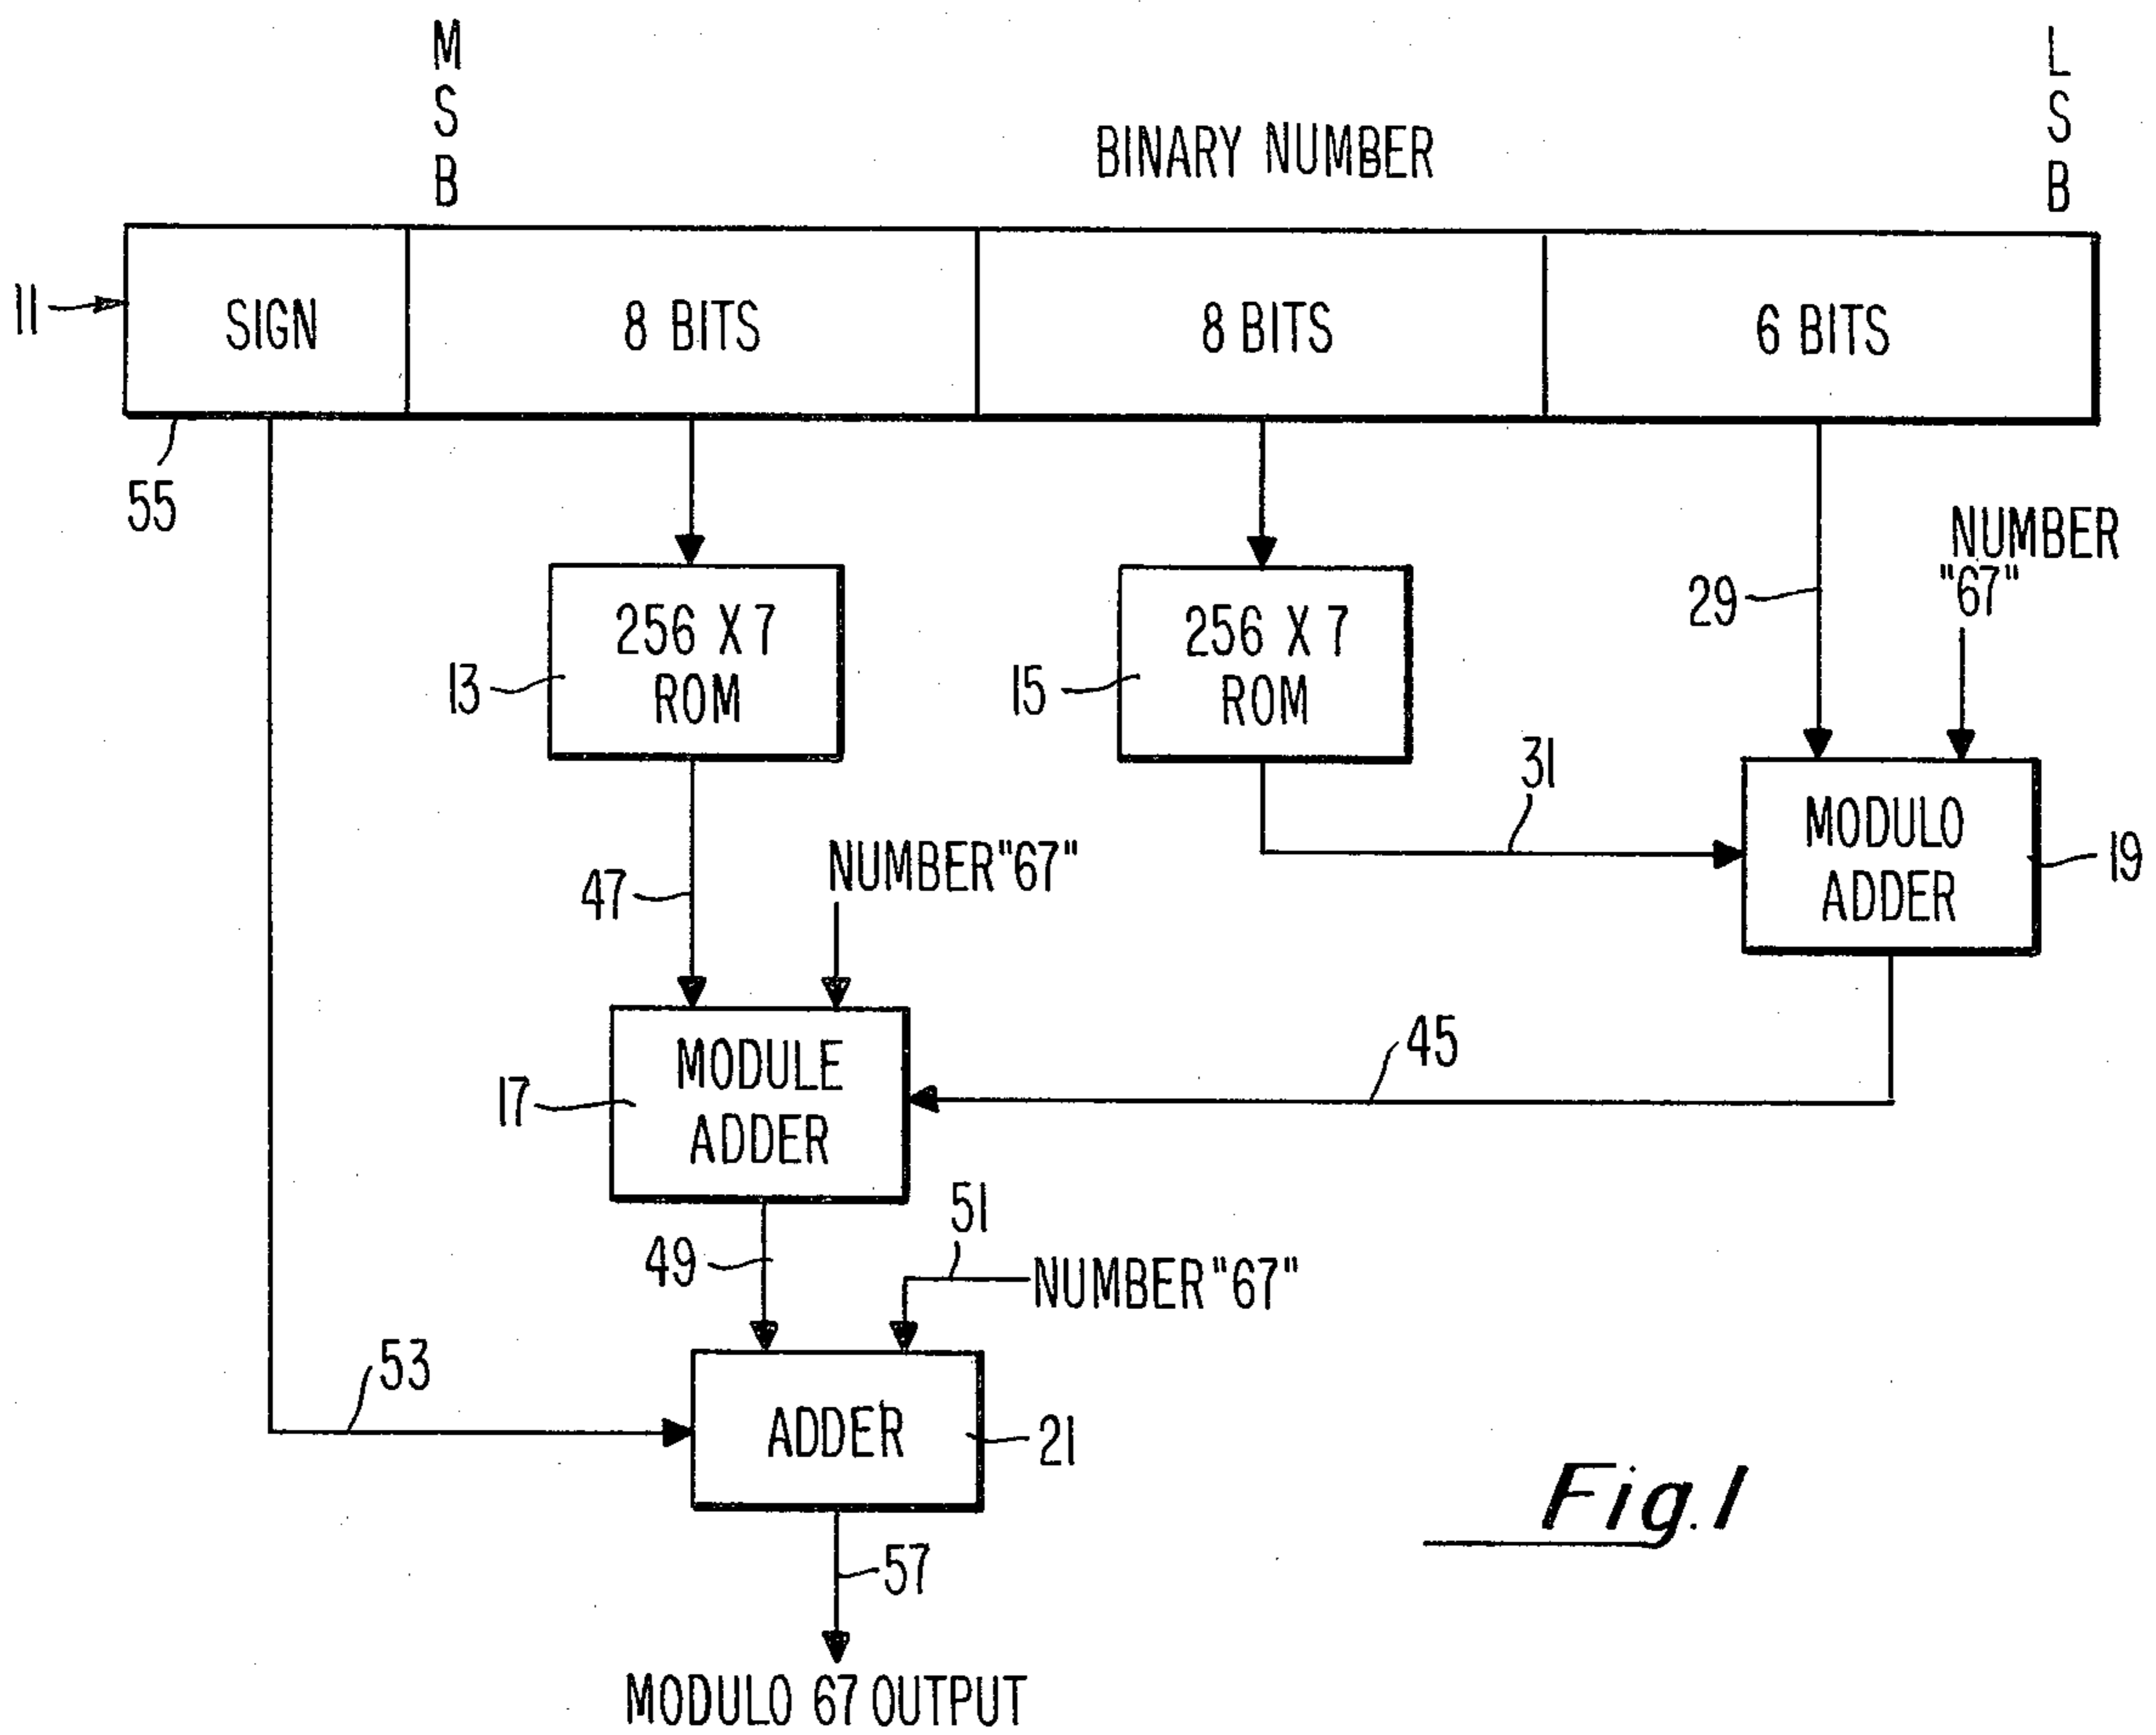 MSB
LSB
BINARY NUMBER
11
SIGN
8 BITS
8 BITS
6 BITS
55
NUMBER
"67"
29
256 X 7
ROM
13
256 X 7
ROM
15
31
MODULO
ADDER
19
47
NUMBER "67"
MODULE
ADDER
17
45
49
51
NUMBER "67"
53
ADDER
21
57
MODULO 67 OUTPUT
Fig. 1